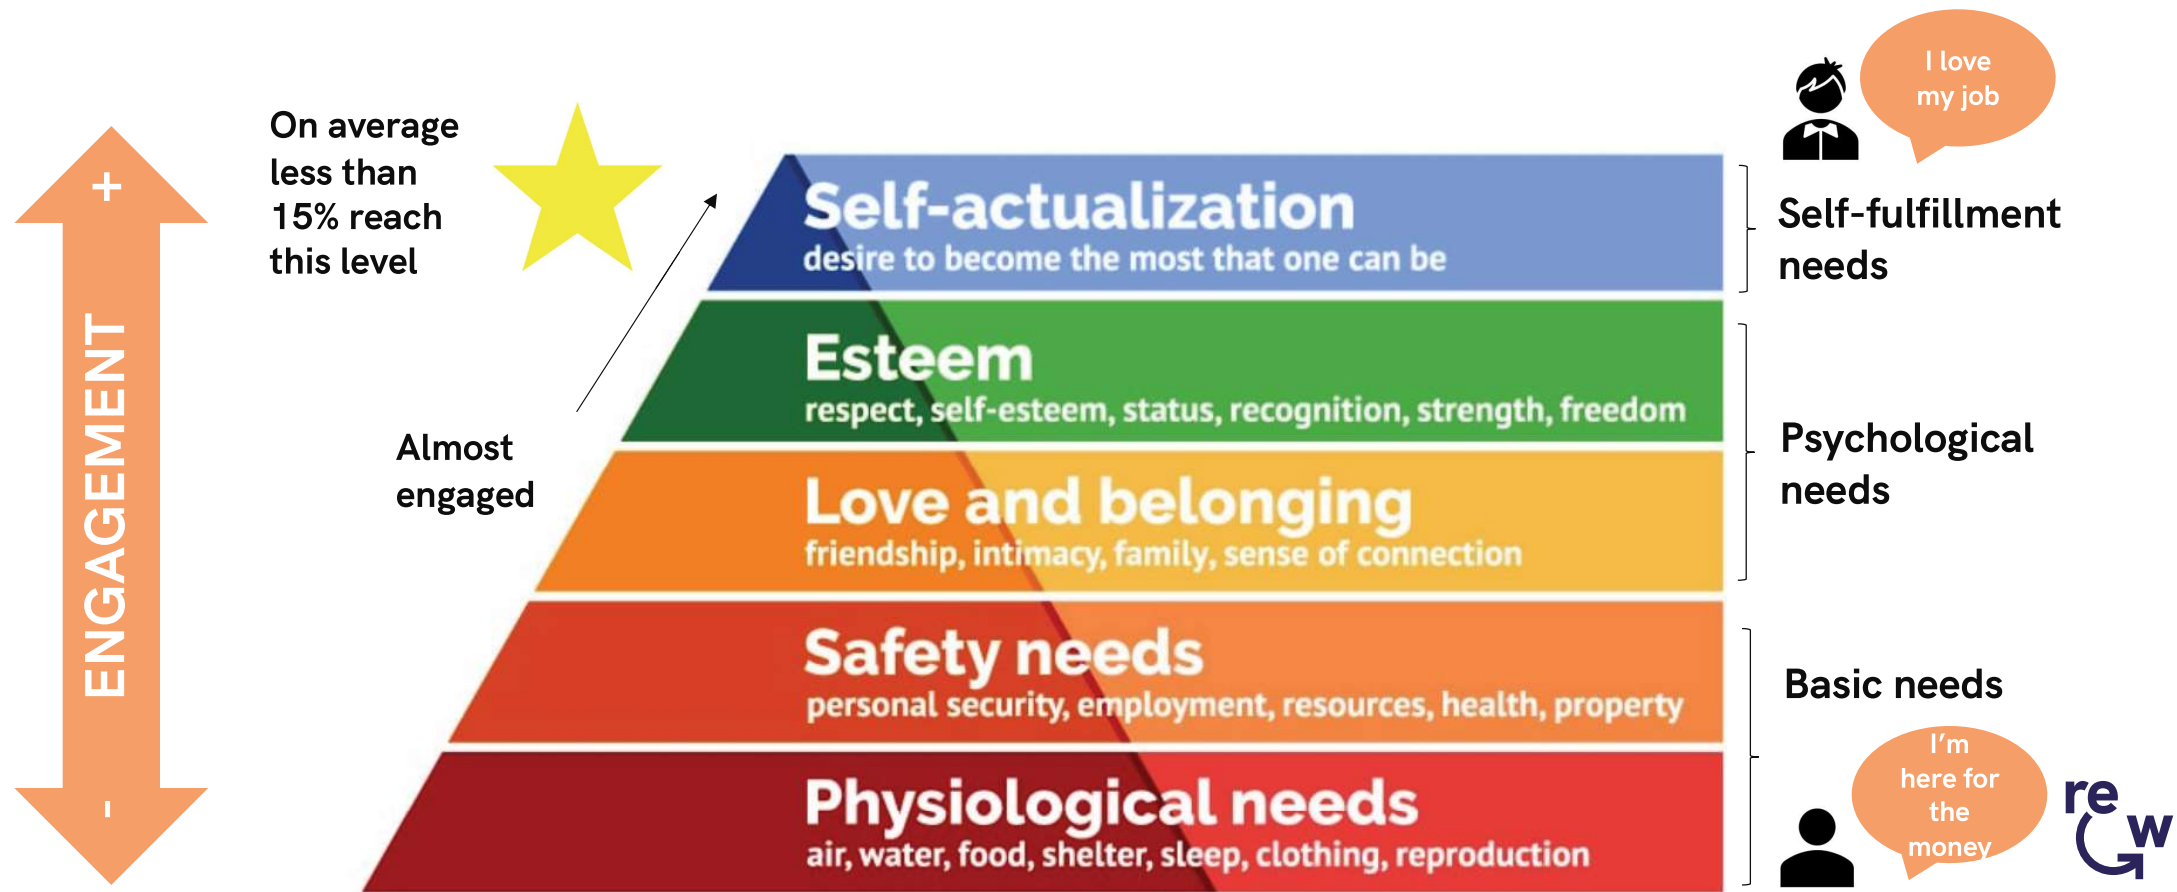 I love
my job
On average
less than
15% reach
this level
+
ENGAGEMENT
-
Almost
engaged
Self-actualization
desire to become the most that one can be
Esteem
respect, self-esteem, status, recognition, strength, freedom
Love and belonging
friendship, intimacy, family, sense of connection
Safety needs
personal security, employment, resources, health, property
Physiological needs
air, water, food, shelter, sleep, clothing, reproduction
Self-fulfillment
needs
Psychological
needs
Basic needs
I’m
here for
the
money
re
w